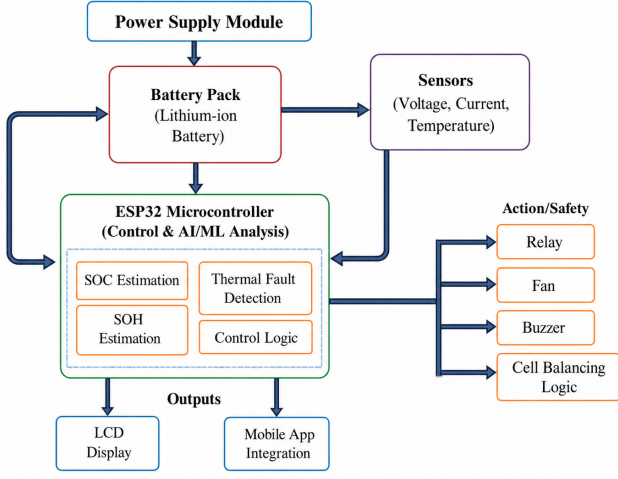 Power Supply Module
Battery Pack
(Lithium-ion
Battery)
Sensors
(Voltage, Current,
Temperature)
ESP32 Microcontroller
(Control & AI/ML Analysis)
SOC Estimation
Thermal Fault
Detection
SOH
Estimation
Control Logic
Action/Safety
Relay
Fan
Buzzer
Cell Balancing
Logic
Outputs
LCD
Display
Mobile App
Integration